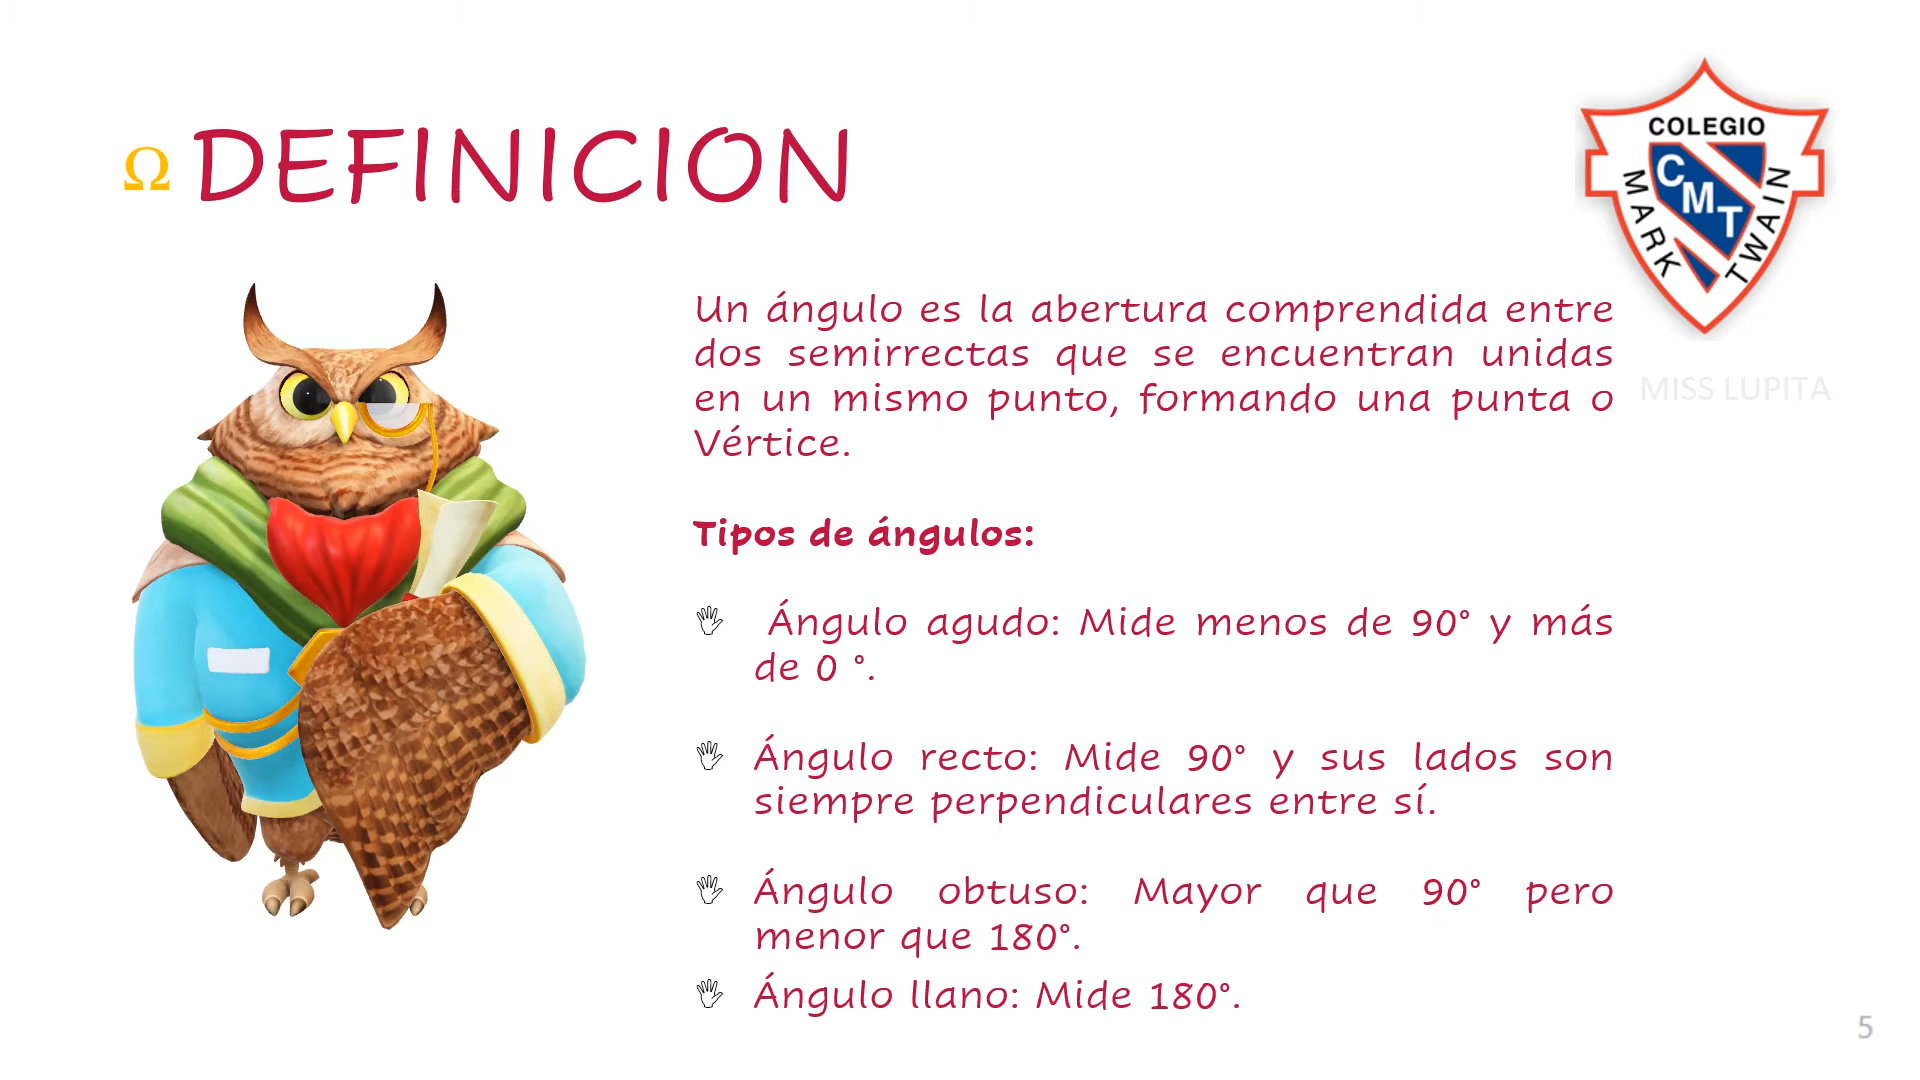 Ω DEFINICION
COLEGIO
MARK
TWAIN
CMT
MISS LUPITA
Un ángulo es la abertura comprendida entre
dos semirrectas que se encuentran unidas
en un mismo punto, formando una punta o
Vértice.
Tipos de ángulos:
Ángulo agudo: Mide menos de 90° y más
de 0 °.
Ángulo recto: Mide 90° y sus lados son
siempre perpendiculares entre sí.
Ángulo obtuso: Mayor que 90° pero
menor que 180°.
Ángulo llano: Mide 180°.
5